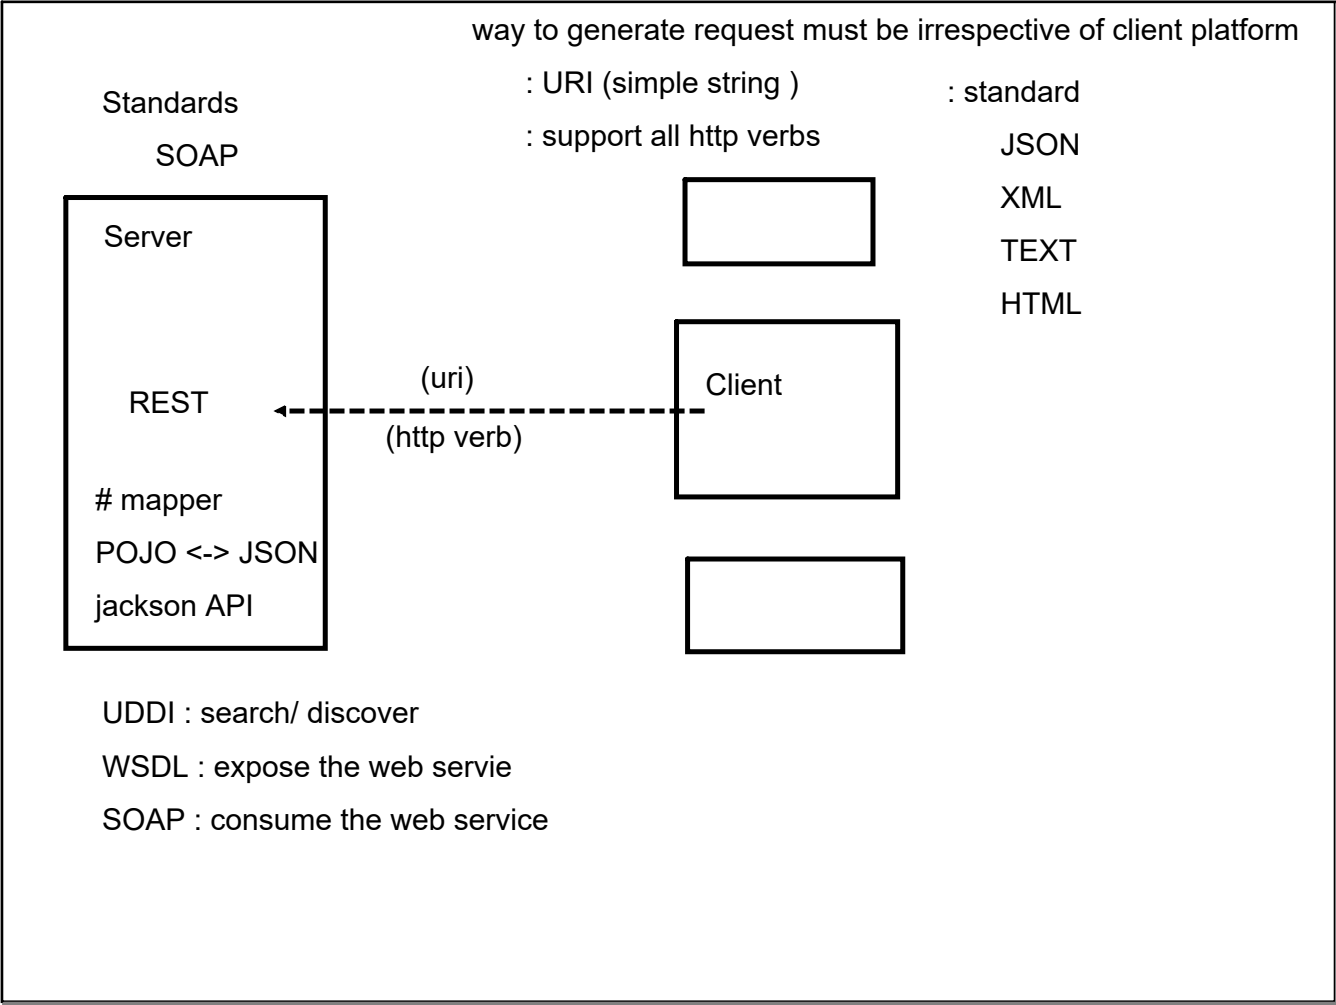 way to generate request must be irrespective of client platform
: URI (simple string )
: support all http verbs
: standard
JSON
XML
TEXT
HTML
Standards
SOAP
Server
REST
# mapper
POJO <-> JSON
jackson API
(uri)
(http verb)
Client
UDDI : search/ discover
WSDL : expose the web servie
SOAP : consume the web service